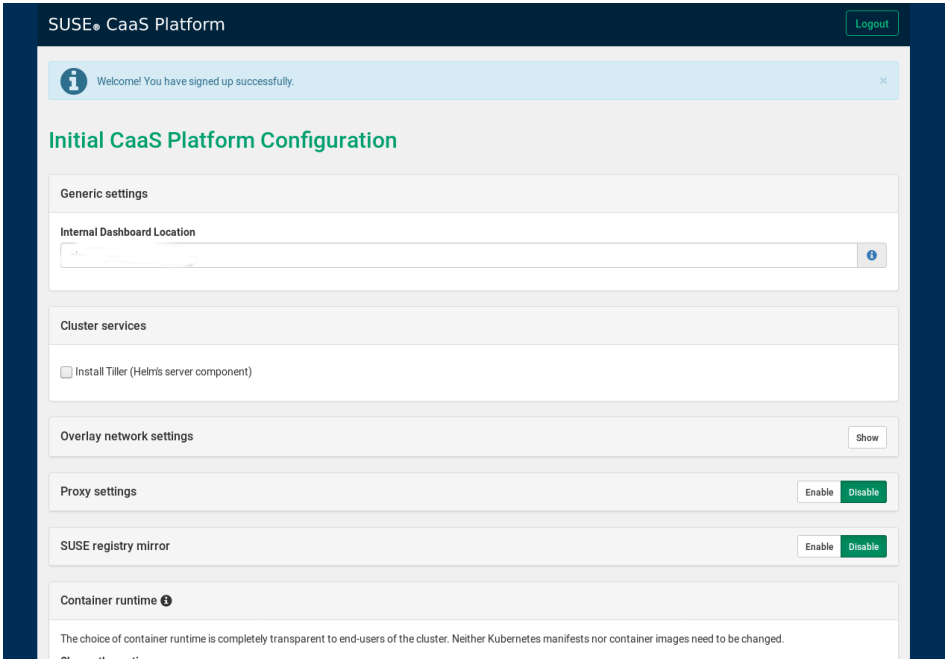 SUSE® CaaS Platform
Logout
Welcome! You have signed up successfully.
×
Initial CaaS Platform Configuration
Generic settings
Internal Dashboard Location
Cluster services
Install Tiller (Helm's server component)
Overlay network settings
Show
Proxy settings
Enable Disable
SUSE registry mirror
Enable Disable
Container runtime
The choice of container runtime is completely transparent to end-users of the cluster. Neither Kubernetes manifests nor container images need to be changed.